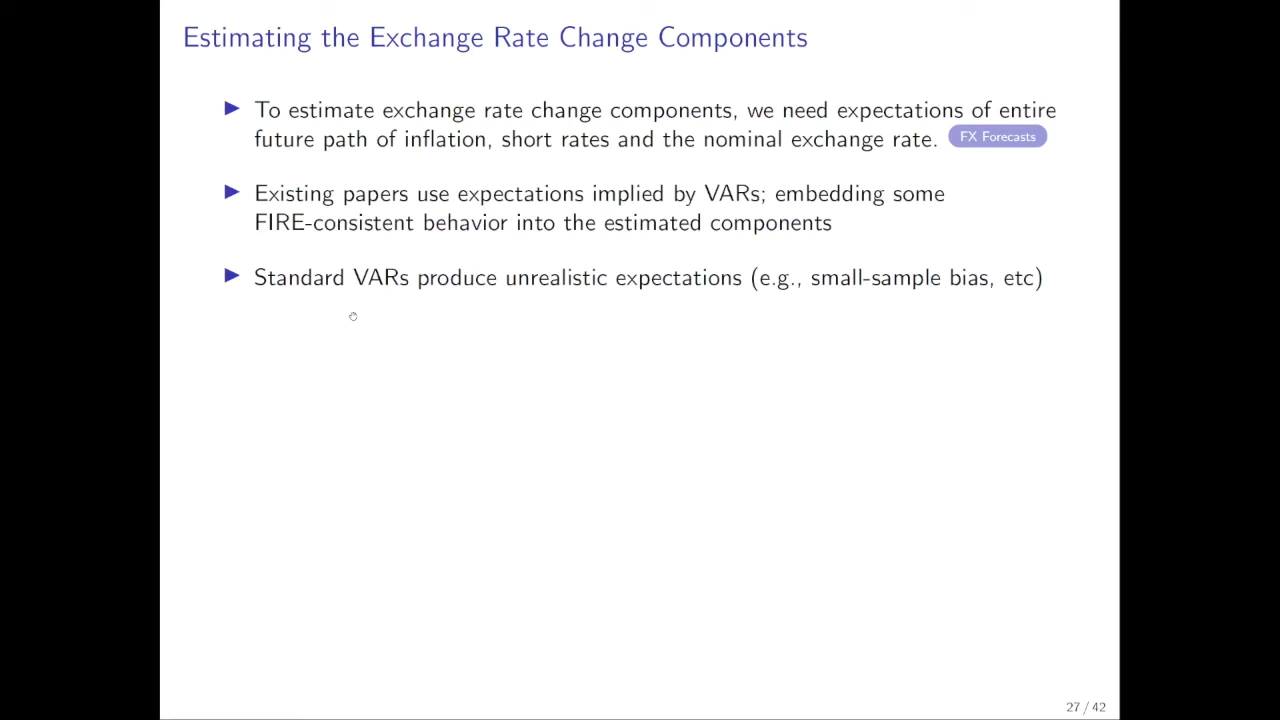 Estimating the Exchange Rate Change Components
▶ To estimate exchange rate change components, we need expectations of entire
future path of inflation, short rates and the nominal exchange rate. FX Forecasts
▶ Existing papers use expectations implied by VARs; embedding some
FIRE-consistent behavior into the estimated components
▶ Standard VARs produce unrealistic expectations (e.g., small-sample bias, etc)
27 / 42